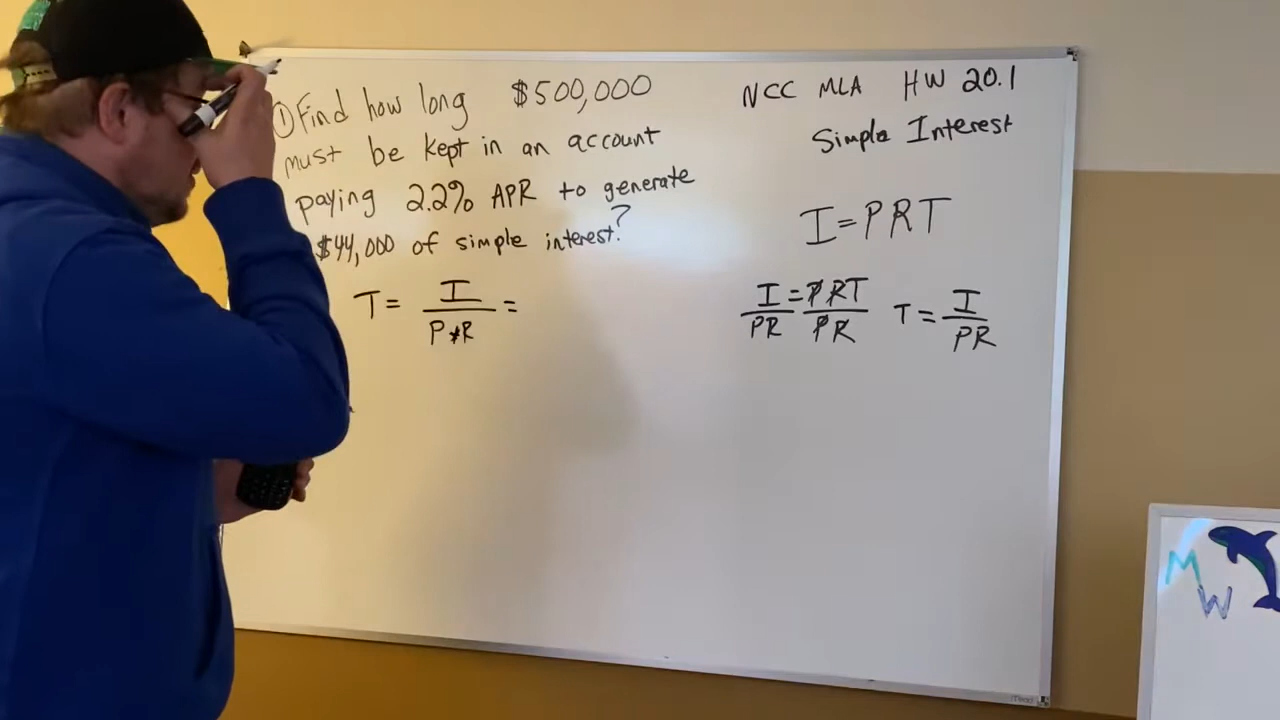 ① Find how long $500,000
must be kept in an account
paying 2.2% APR to generate
$44,000 of simple interest?
T = I / P*R =
NCC MLA HW 20.1
Simple Interest
I = PRT
I = PRT / PR PR T = I / PR
M
W